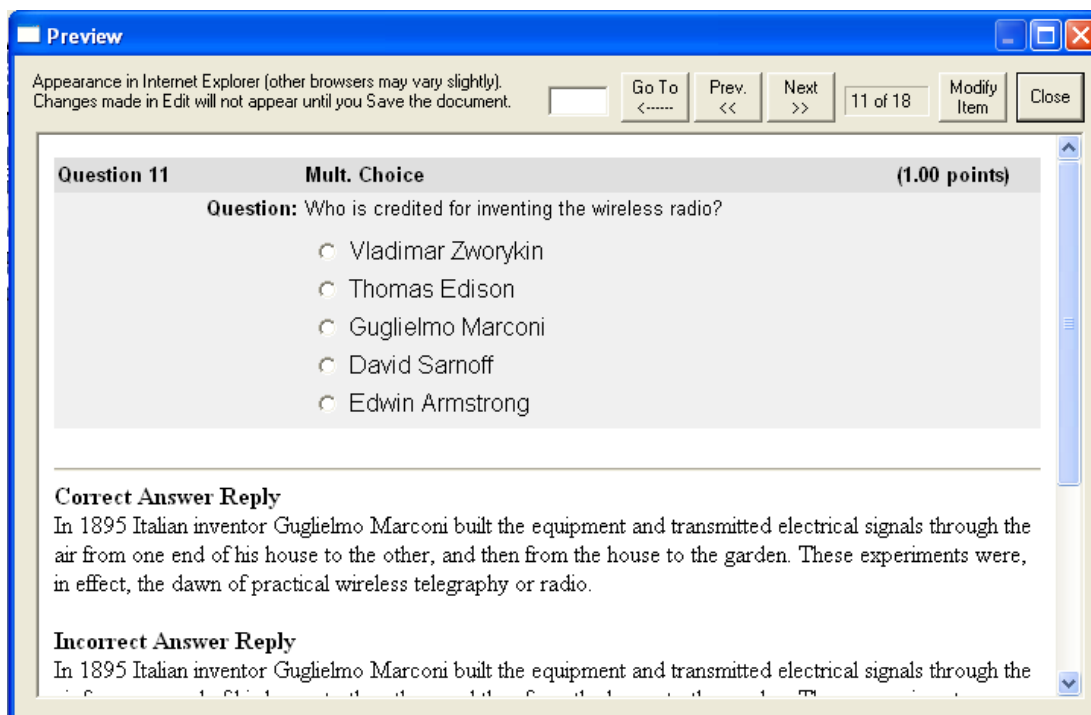 Preview
Appearance in Internet Explorer (other browsers may vary slightly).
Changes made in Edit will not appear until you Save the document.
Go To
<------
Prev.
<<
Next
>>
11 of 18
Modify
Item
Close
Question 11 Mult. Choice (1.00 points)
Question: Who is credited for inventing the wireless radio?
Vladimar Zworykin
Thomas Edison
Guglielmo Marconi
David Sarnoff
Edwin Armstrong
Correct Answer Reply
In 1895 Italian inventor Guglielmo Marconi built the equipment and transmitted electrical signals through the
air from one end of his house to the other, and then from the house to the garden. These experiments were,
in effect, the dawn of practical wireless telegraphy or radio.
Incorrect Answer Reply
In 1895 Italian inventor Guglielmo Marconi built the equipment and transmitted electrical signals through the